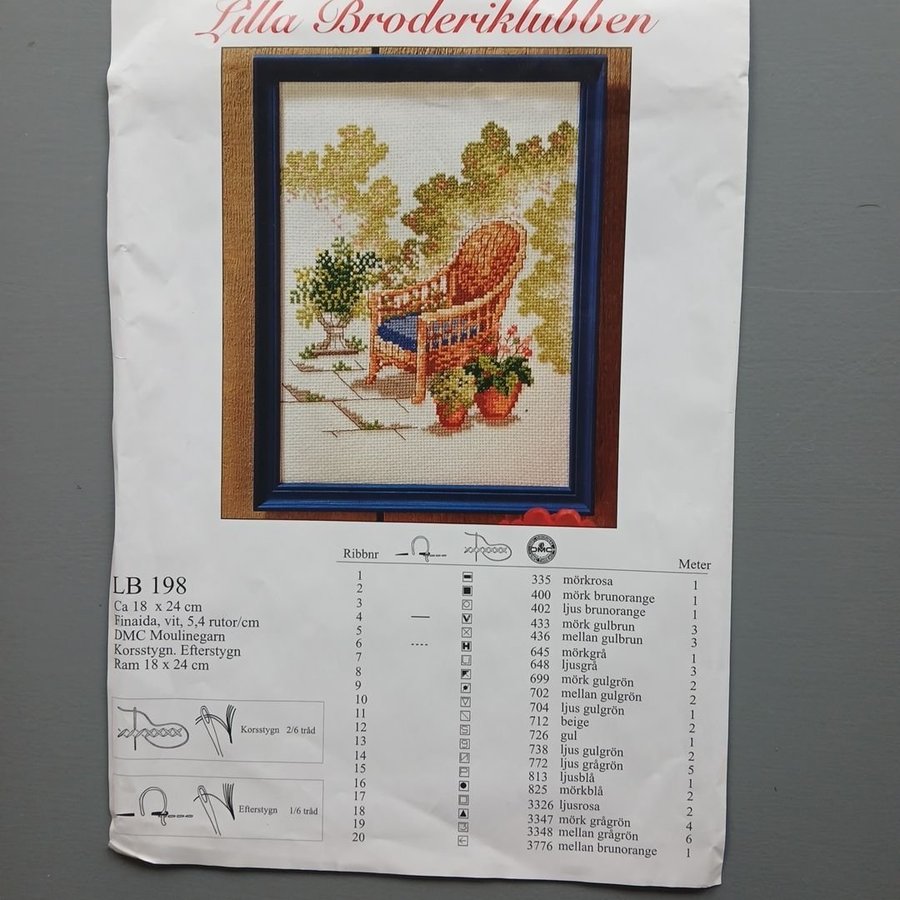 Lilla Broderiklubben
Ribbnr DMC Meter
1 335 mörkrosa 1
2 400 mörk brunorange 1
3 402 ljus brunorange 1
4 433 mörk gulbrun 3
5 436 mellan gulbrun 3
6 645 mörkgrå 1
7 648 ljusgrå 3
8 699 mörk gulgrön 2
9 702 mellan gulgrön 2
10 704 ljus gulgrön 1
11 712 beige 2
12 726 gul 1
13 738 ljus gulgrön 2
14 772 ljus grågrön 5
15 813 ljusblå 1
16 825 mörkblå 2
17 3326 ljusrosa 2
18 3347 mörk grågrön 4
19 3348 mellan grågrön 6
20 3776 mellan brunorange 1
LB 198
Ca 18 x 24 cm
Finaida, vit, 5,4 rutor/cm
DMC Moulinegarn
Korsstygn. Efterstygn
Ram 18 x 24 cm
Korsstygn 2/6 tråd
Efterstygn 1/6 tråd